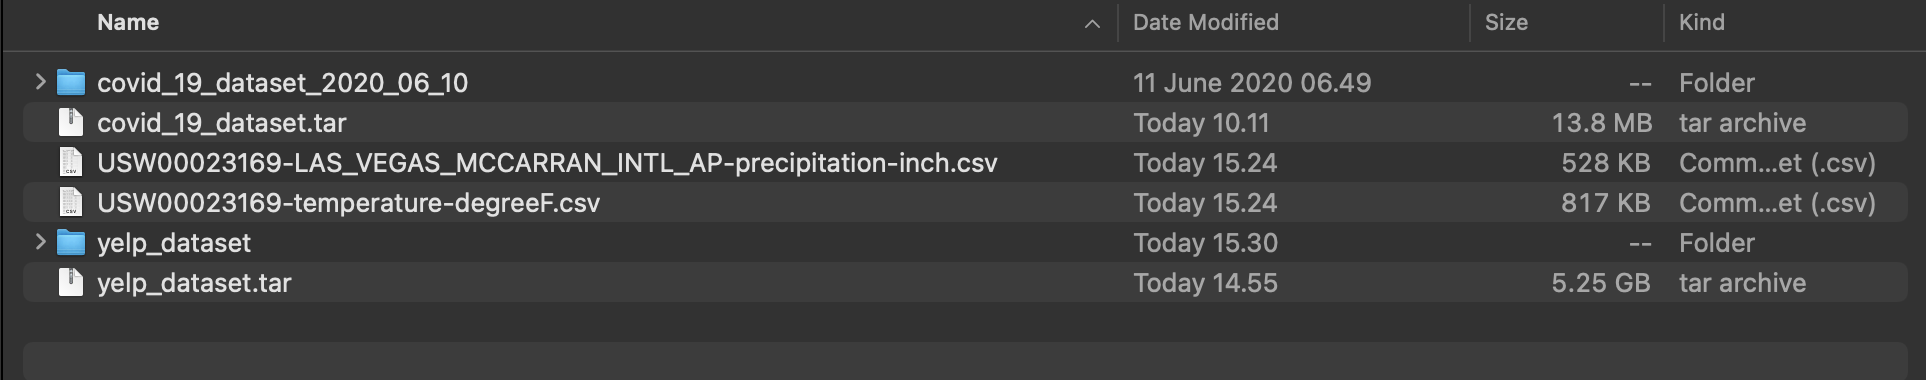 Name Date Modified Size Kind
covid_19_dataset_2020_06_10 11 June 2020 06.49 -- Folder
covid_19_dataset.tar Today 10.11 13.8 MB tar archive
USW00023169-LAS_VEGAS_MCCARRAN_INTL_AP-precipitation-inch.csv Today 15.24 528 KB Comm...et (.csv)
USW00023169-temperature-degreeF.csv Today 15.24 817 KB Comm...et (.csv)
yelp_dataset Today 15.30 -- Folder
yelp_dataset.tar Today 14.55 5.25 GB tar archive